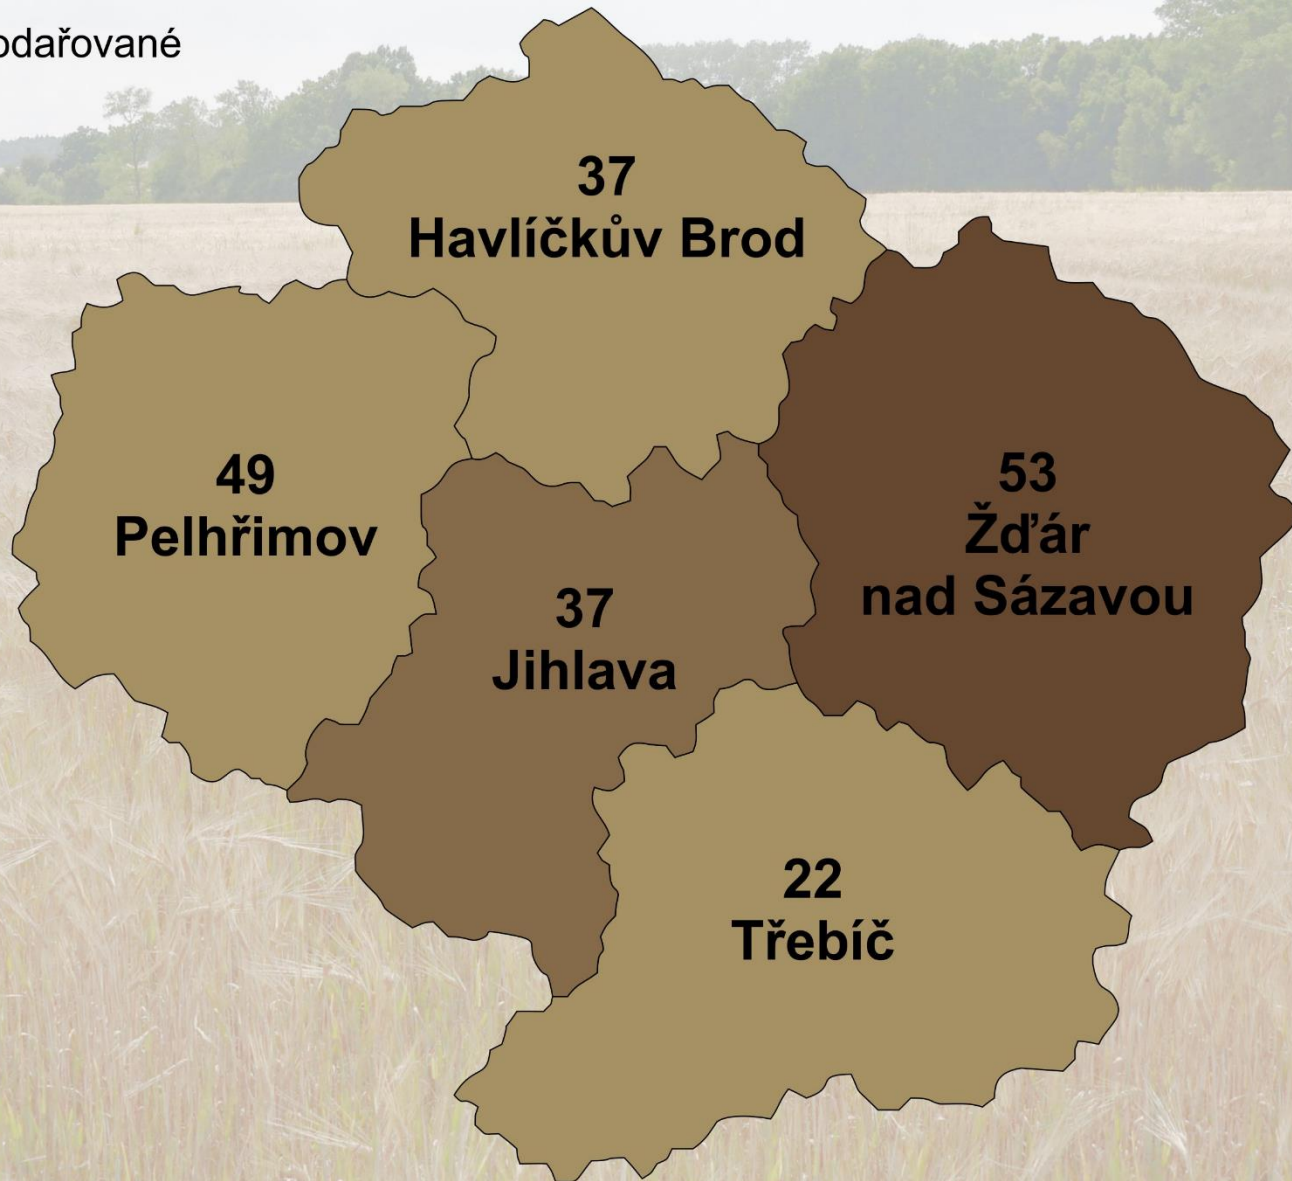 odařované
37
Havlíčkův Brod
49
Pelhřimov
53
Žďár
nad Sázavou
37
Jihlava
22
Třebíč